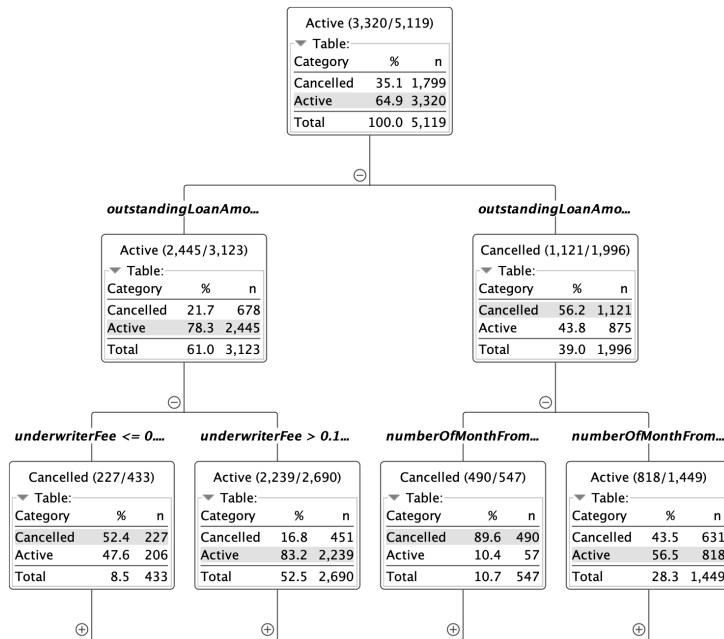 Active (3,320/5,119)
Table:
Category % n
Cancelled 35.1 1,799
Active 64.9 3,320
Total 100.0 5,119
outstandingLoanAmo...
Active (2,445/3,123)
Table:
Category % n
Cancelled 21.7 678
Active 78.3 2,445
Total 61.0 3,123
outstandingLoanAmo...
Cancelled (1,121/1,996)
Table:
Category % n
Cancelled 56.2 1,121
Active 43.8 875
Total 39.0 1,996
underwriterFee <= 0....
Cancelled (227/433)
Table:
Category % n
Cancelled 52.4 227
Active 47.6 206
Total 8.5 433
underwriterFee > 0.1...
Active (2,239/2,690)
Table:
Category % n
Cancelled 16.8 451
Active 83.2 2,239
Total 52.5 2,690
numberOfMonthFrom...
Cancelled (490/547)
Table:
Category % n
Cancelled 89.6 490
Active 10.4 57
Total 10.7 547
numberOfMonthFrom...
Active (818/1,449)
Table:
Category % n
Cancelled 43.5 631
Active 56.5 818
Total 28.3 1,449